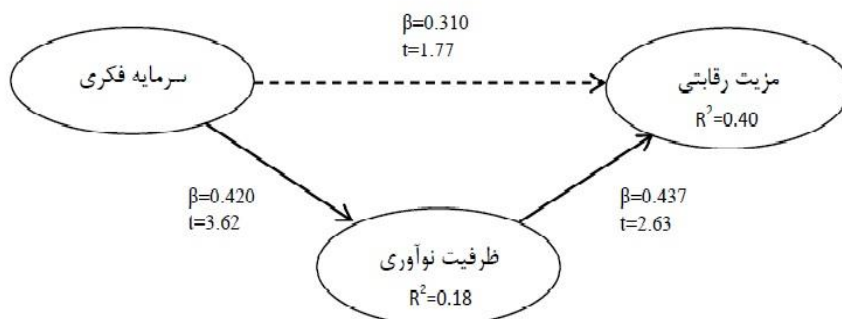 β=0.310
t=1.77
سرمایه فکری
مزیت رقابتی
R²=0.40
β=0.420
t=3.62
β=0.437
t=2.63
ظرفیت نوآوری
R²=0.18